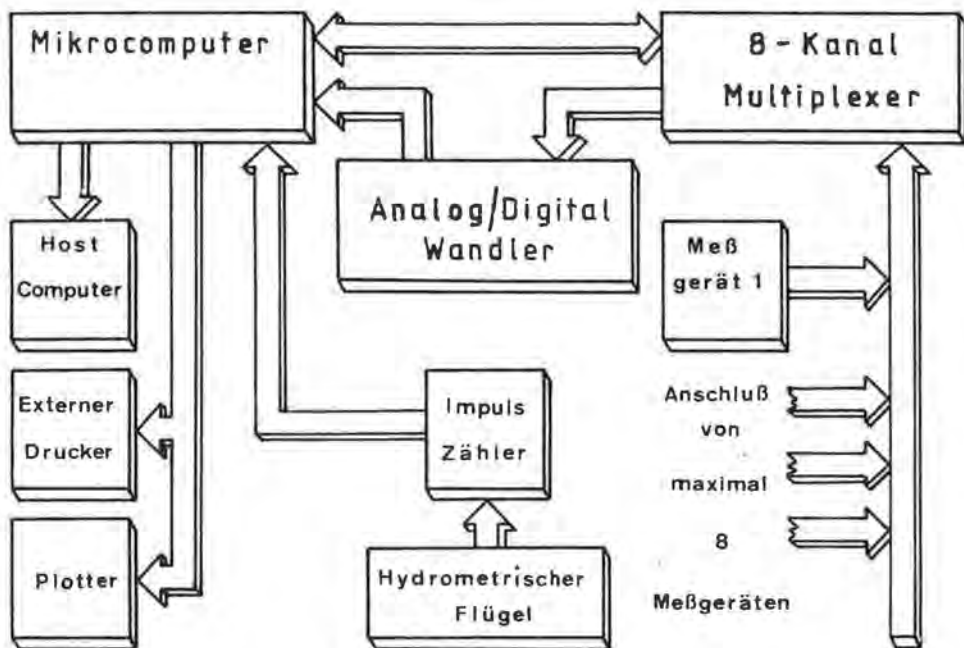 Mikrocomputer
8-Kanal
Multiplexer
Analog/Digital
Wandler
Host
Computer
Meß
gerät 1
Externer
Drucker
Impuls
Zähler
Anschluß
von
maximal
8
Meßgeräten
Plotter
Hydrometrischer
Flügel